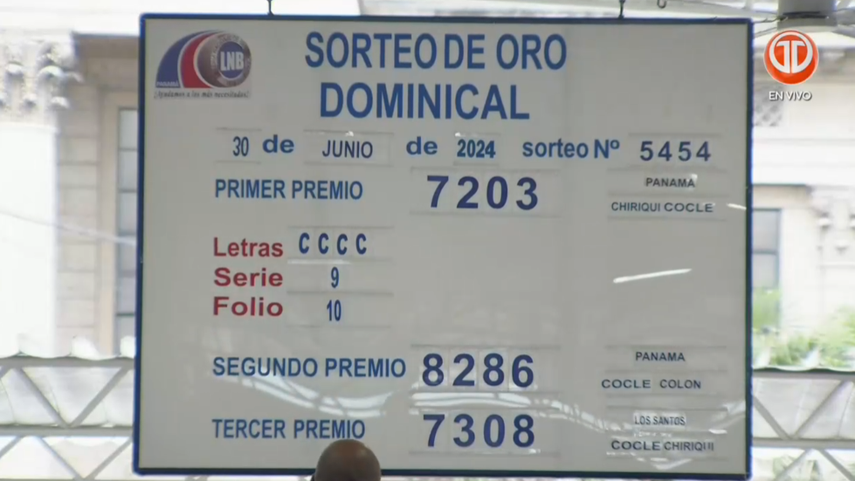 LNB
PANAMÁ
¡Ayudamos a los más necesitados!
SORTEO DE ORO
DOMINICAL
EN VIVO
30 de JUNIO de 2024 sorteo Nº 5454
PRIMER PREMIO 7203 PANAMA
CHIRIQUI COCLE
Letras C C C C
Serie 9
Folio 10
SEGUNDO PREMIO 8286 PANAMA
COCLE COLON
TERCER PREMIO 7308 LOS SANTOS
COCLE CHIRIQUI